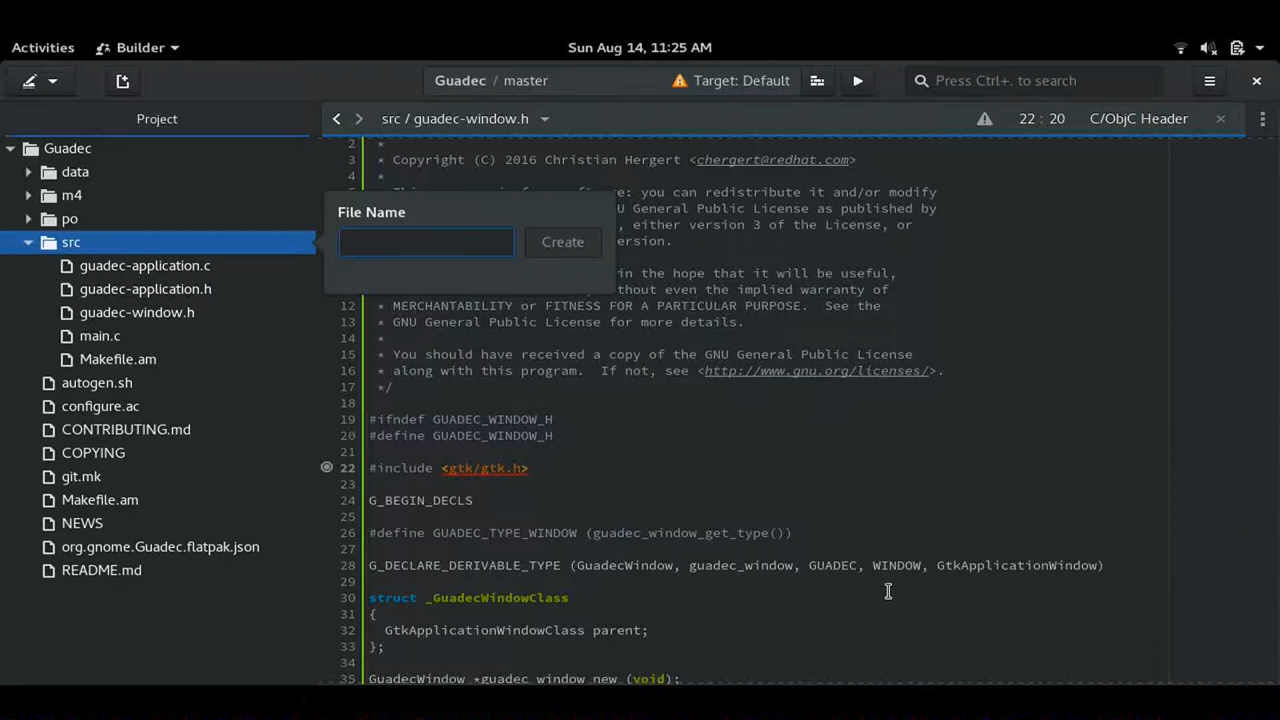 Activities Builder Sun Aug 14, 11:25 AM
Guadec / master Target: Default Press Ctrl+. to search
Project
Guadec
data
m4
po
src
guadec-application.c
guadec-application.h
guadec-window.h
main.c
Makefile.am
autogen.sh
configure.ac
CONTRIBUTING.md
COPYING
git.mk
Makefile.am
NEWS
org.gnome.Guadec.flatpak.json
README.md
src / guadec-window.h 22 : 20 C/ObjC Header
File Name
Create
2 *
3 * Copyright (C) 2016 Christian Hergert <chergert@redhat.com>
4 *
: you can redistribute it and/or modify
General Public License as published by
, either version 3 of the License, or
in the hope that it will be useful,
without even the implied warranty of
12 * MERCHANTABILITY or FITNESS FOR A PARTICULAR PURPOSE. See the
13 * GNU General Public License for more details.
14 *
15 * You should have received a copy of the GNU General Public License
16 * along with this program. If not, see <http://www.gnu.org/licenses/>.
17 */
18
19 #ifndef GUADEC_WINDOW_H
20 #define GUADEC_WINDOW_H
21
22 #include <gtk/gtk.h>
23
24 G_BEGIN_DECLS
25
26 #define GUADEC_TYPE_WINDOW (guadec_window_get_type())
27
28 G_DECLARE_DERIVABLE_TYPE (GuadecWindow, guadec_window, GUADEC, WINDOW, GtkApplicationWindow)
29
30 struct _GuadecWindowClass
31 {
32 GtkApplicationWindowClass parent;
33 };
34
35 GuadecWindow *guadec_window_new (void);